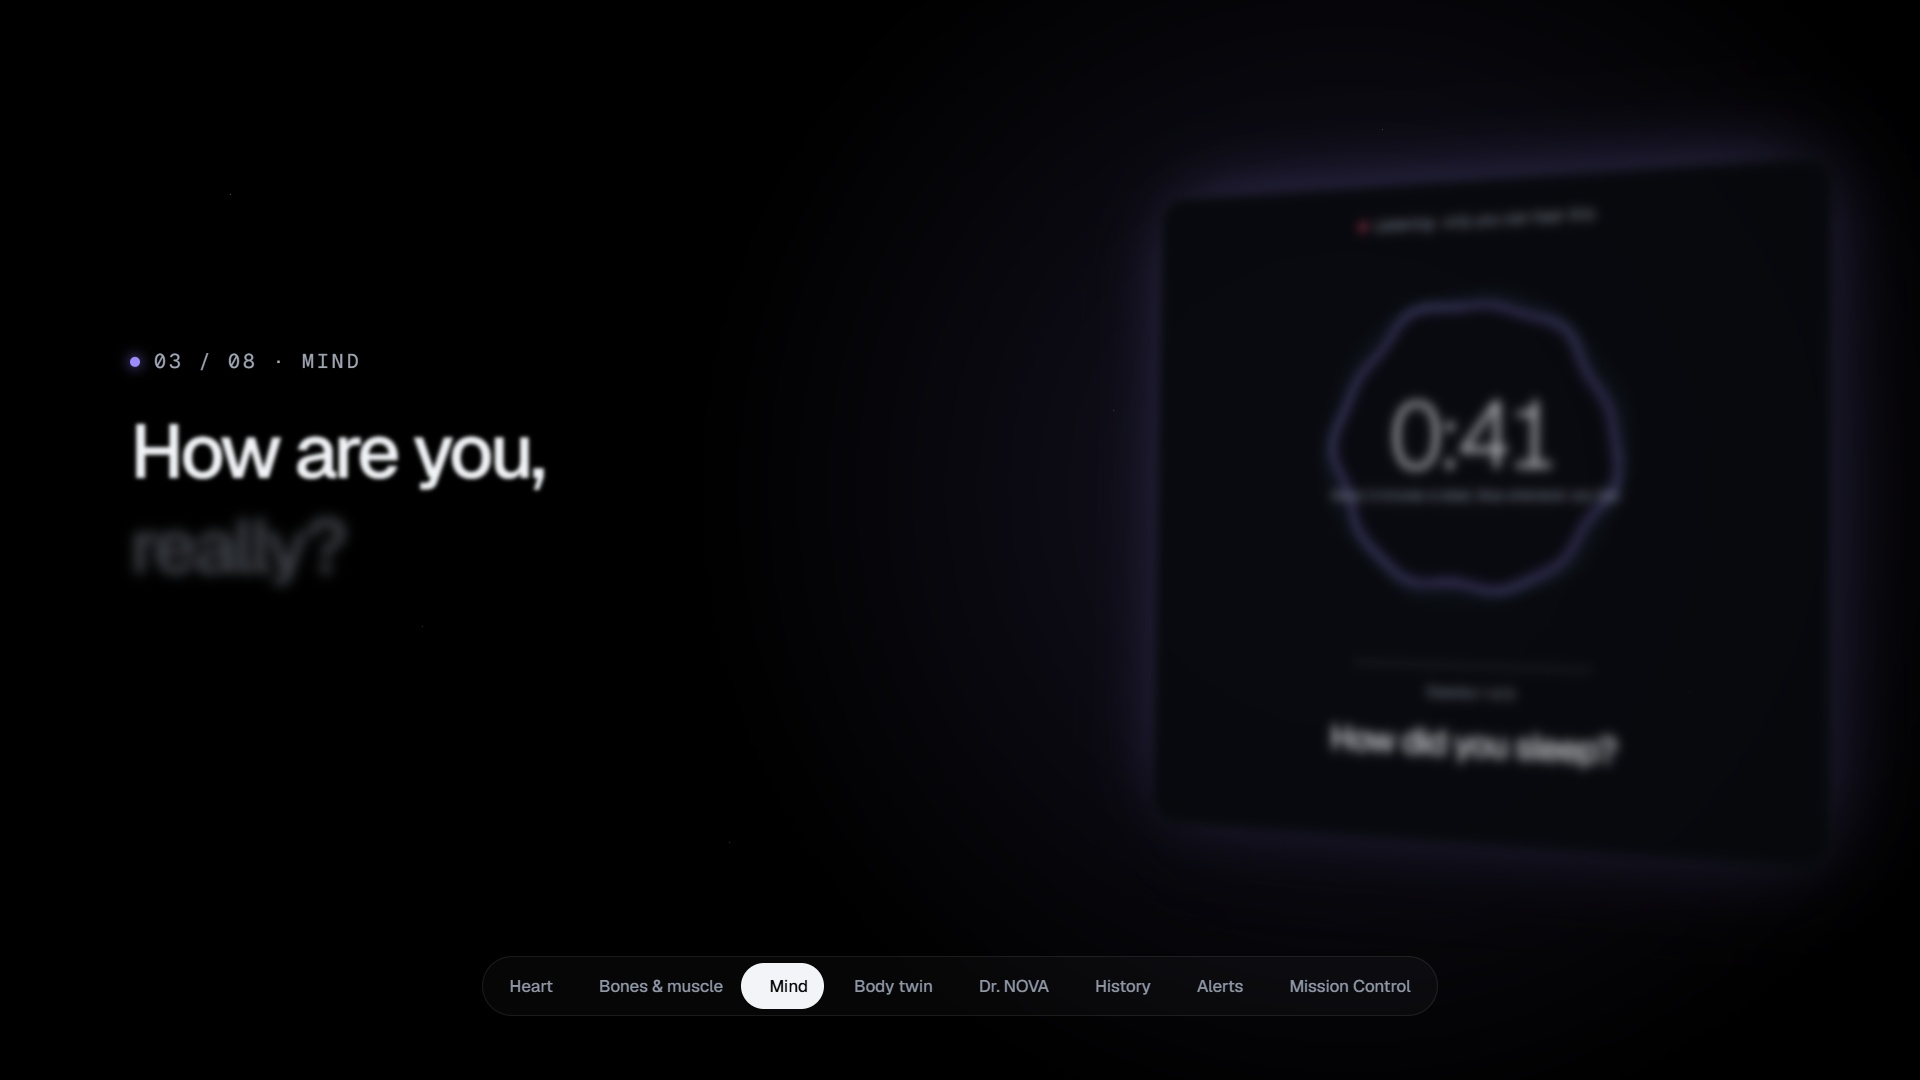 03 / 08 · MIND
How are you,
really?
0:41
How did you sleep?
Heart
Bones & muscle
Mind
Body twin
Dr. NOVA
History
Alerts
Mission Control